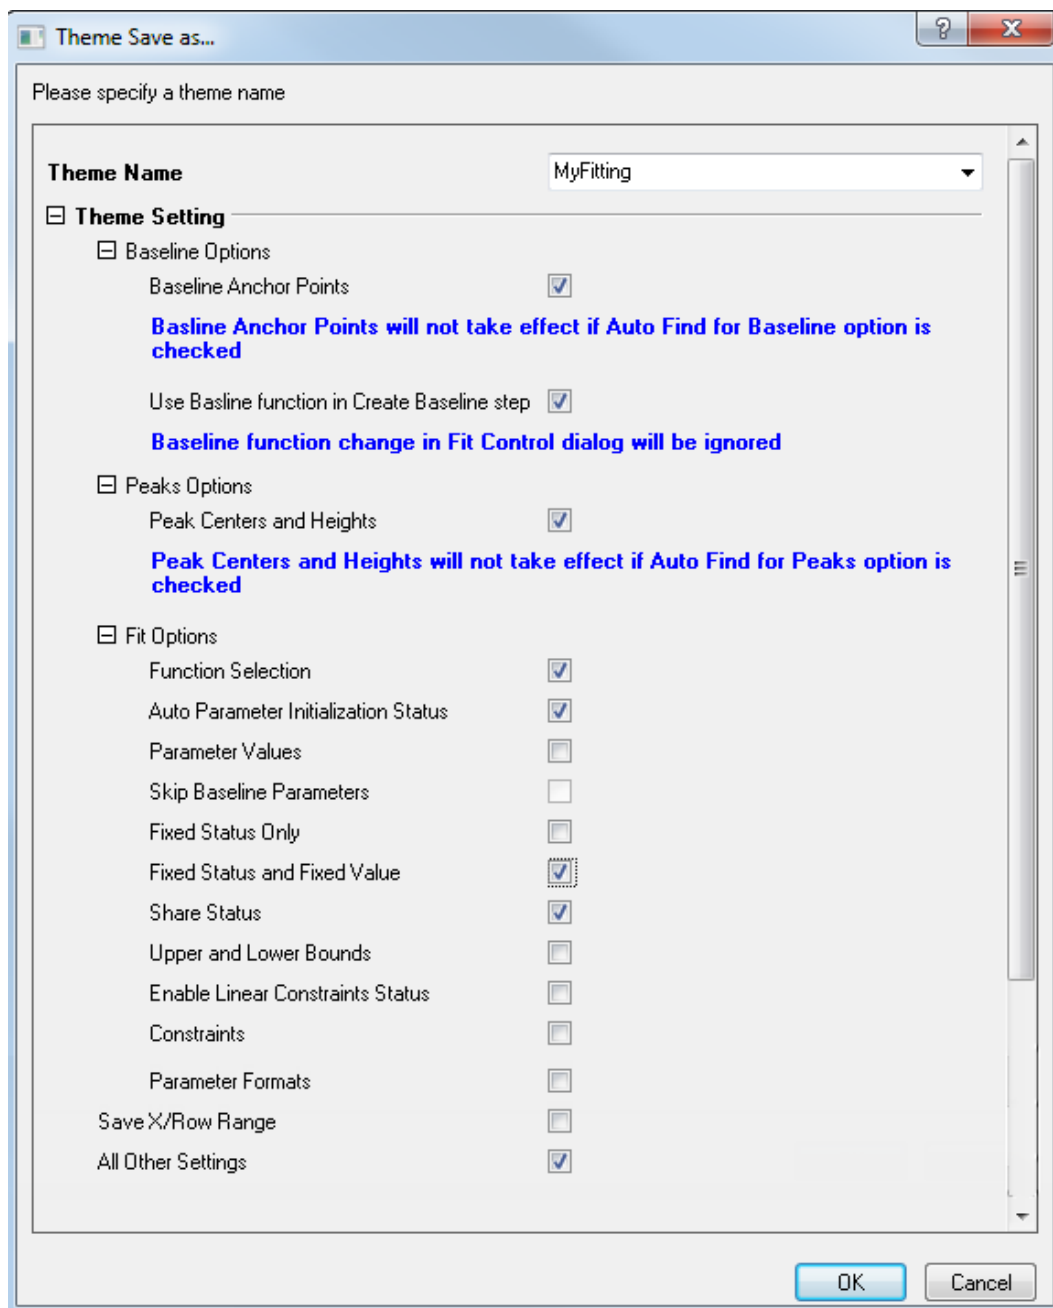 Theme Save as...
Please specify a theme name
Theme Name MyFitting
Theme Setting
Baseline Options
Baseline Anchor Points
Basline Anchor Points will not take effect if Auto Find for Baseline option is
checked
Use Basline function in Create Baseline step
Baseline function change in Fit Control dialog will be ignored
Peaks Options
Peak Centers and Heights
Peak Centers and Heights will not take effect if Auto Find for Peaks option is
checked
Fit Options
Function Selection
Auto Parameter Initialization Status
Parameter Values
Skip Baseline Parameters
Fixed Status Only
Fixed Status and Fixed Value
Share Status
Upper and Lower Bounds
Enable Linear Constraints Status
Constraints
Parameter Formats
Save X/Row Range
All Other Settings
OK Cancel